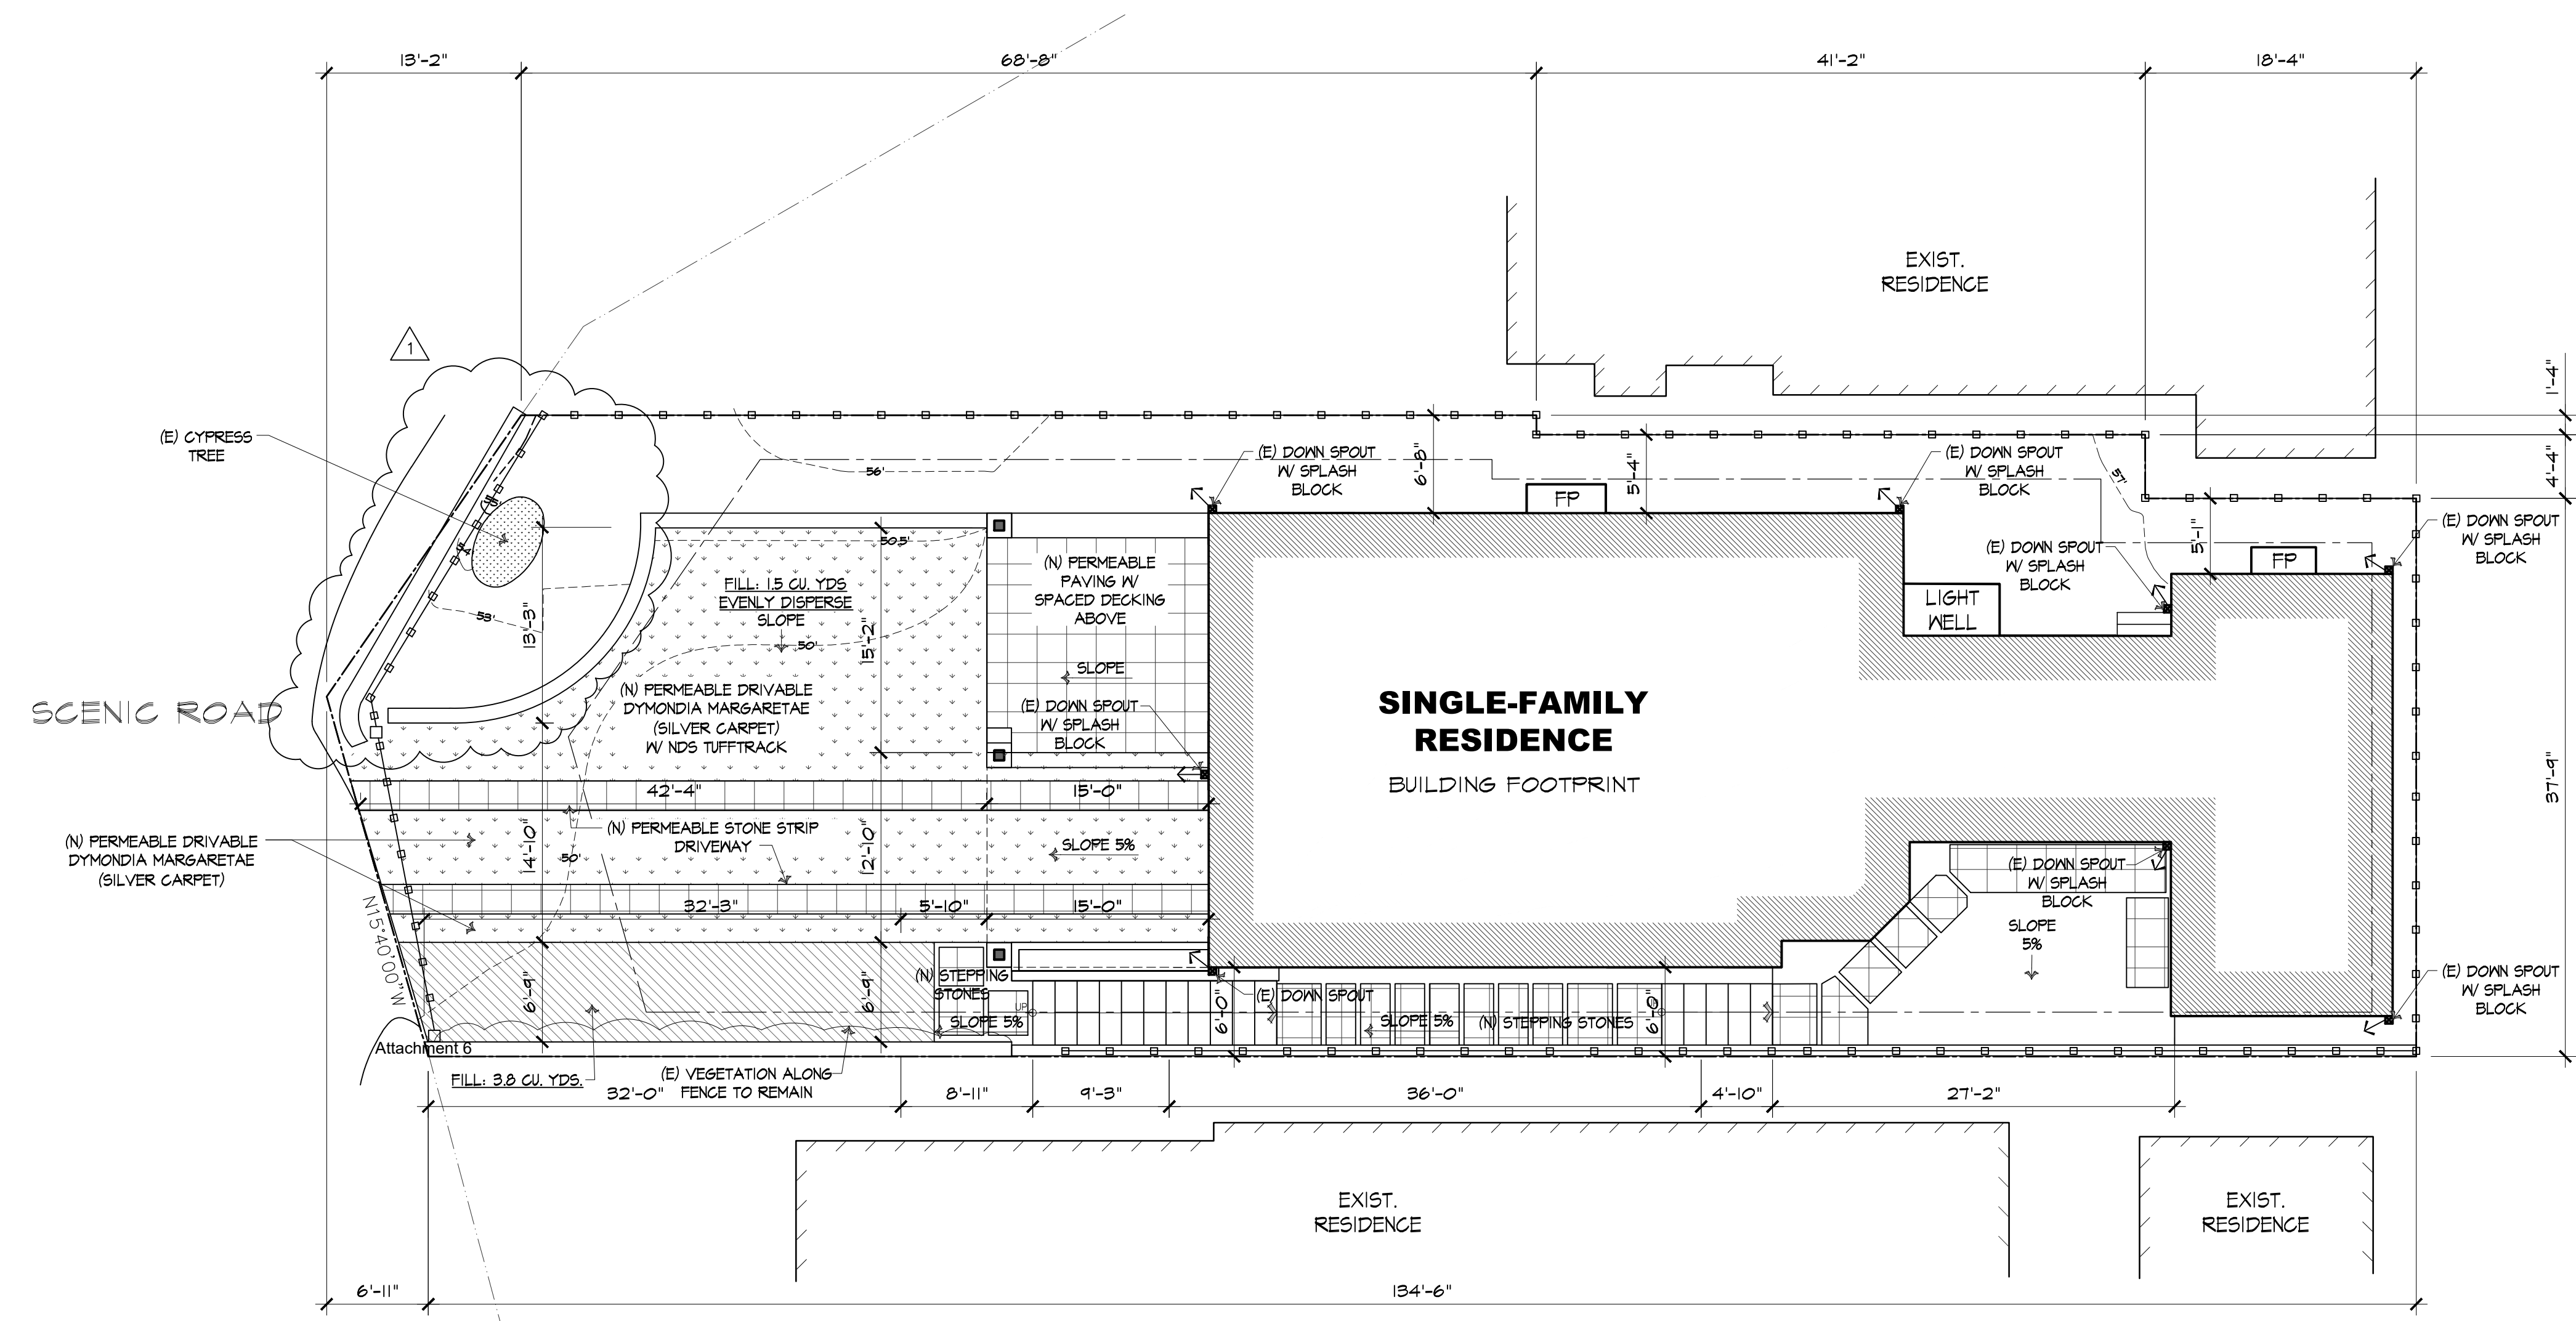 13'-2"
68'-8"
41'-2"
18'-4"
EXIST.
RESIDENCE
1
1'-4"
4'-4"
37'-9"
(E) CYPRESS
TREE
56'
(E) DOWN SPOUT
W/ SPLASH
BLOCK
6'-8"
5'-4"
FP
(E) DOWN SPOUT
W/ SPLASH
BLOCK
57'
(E) DOWN SPOUT
W/ SPLASH
BLOCK
5'-1"
FP
(E) DOWN SPOUT
W/ SPLASH
BLOCK
LIGHT
WELL
50.5'
53'
13'-3"
FILL: 1.5 CU. YDS
EVENLY DISPERSE
SLOPE
50'
15'-2"
(N) PERMEABLE
PAVING W/
SPACED DECKING
ABOVE
SLOPE
(E) DOWN SPOUT
W/ SPLASH
BLOCK
(N) PERMEABLE DRIVABLE
DYMONDIA MARGARETAE
(SILVER CARPET)
W/ NDS TUFFTRACK
SCENIC ROAD
SINGLE-FAMILY
RESIDENCE
BUILDING FOOTPRINT
42'-4"
15'-0"
(N) PERMEABLE STONE STRIP
DRIVEWAY
(N) PERMEABLE DRIVABLE
DYMONDIA MARGARETAE
(SILVER CARPET)
14'-10"
50'
12'-10"
SLOPE 5%
32'-3"
5'-10"
15'-0"
N15°40'00"W
(E) DOWN SPOUT
W/ SPLASH
BLOCK
SLOPE
5%
(E) DOWN SPOUT
W/ SPLASH
BLOCK
6'-9"
6'-9"
(N) STEPPING
STONES
UP
SLOPE 5%
(E) DOWN SPOUT
6'-0"
SLOPE 5%
(N) STEPPING STONES
6'-0"
Attachment 6
FILL: 3.8 CU. YDS.
(E) VEGETATION ALONG
FENCE TO REMAIN
32'-0"
8'-11"
9'-3"
36'-0"
4'-10"
27'-2"
EXIST.
RESIDENCE
EXIST.
RESIDENCE
6'-11"
134'-6"